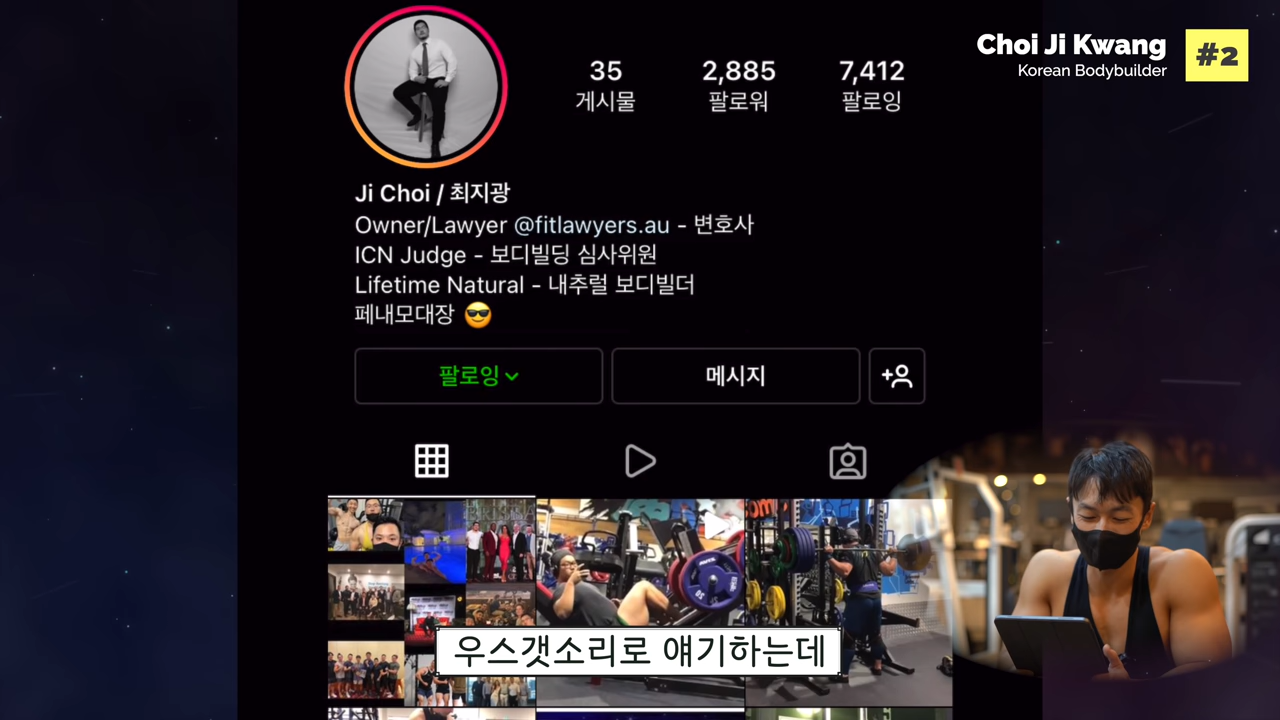 Choi Ji Kwang
Korean Bodybuilder
#2
35
게시물
2,885
팔로워
7,412
팔로잉
Ji Choi / 최지광
Owner/Lawyer @fitlawyers.au - 변호사
ICN Judge - 보디빌딩 심사위원
Lifetime Natural - 내추럴 보디빌더
페내모대장 😎
팔로잉
메시지
우스갯소리로 얘기하는데